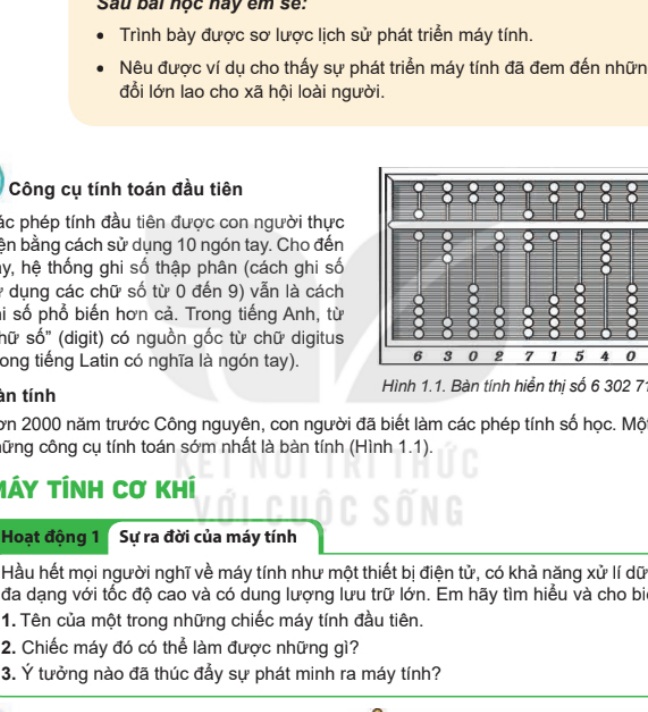 Sau bài học này em sẽ:
• Trình bày được sơ lược lịch sử phát triển máy tính.
• Nêu được ví dụ cho thấy sự phát triển máy tính đã đem đến nhữn
đổi lớn lao cho xã hội loài người.
Công cụ tính toán đầu tiên
ác phép tính đầu tiên được con người thực
ện bằng cách sử dụng 10 ngón tay. Cho đến
ay, hệ thống ghi số thập phân (cách ghi số
dụng các chữ số từ 0 đến 9) vẫn là cách
i số phổ biến hơn cả. Trong tiếng Anh, từ
hữ số” (digit) có nguồn gốc từ chữ digitus
ong tiếng Latin có nghĩa là ngón tay).
6 3 0 2 7 1 5 4 0
Hình 1.1. Bàn tính hiển thị số 6 302 71
àn tính
ơn 2000 năm trước Công nguyên, con người đã biết làm các phép tính số học. Mộ
ững công cụ tính toán sớm nhất là bàn tính (Hình 1.1).
KẾT NỐI TRI THỨC
VỚI CUỘC SỐNG
MÁY TÍNH CƠ KHÍ
Hoạt động 1 Sự ra đời của máy tính
Hầu hết mọi người nghĩ về máy tính như một thiết bị điện tử, có khả năng xử lí dữ
đa dạng với tốc độ cao và có dung lượng lưu trữ lớn. Em hãy tìm hiểu và cho bi
1. Tên của một trong những chiếc máy tính đầu tiên.
2. Chiếc máy đó có thể làm được những gì?
3. Ý tưởng nào đã thúc đẩy sự phát minh ra máy tính?